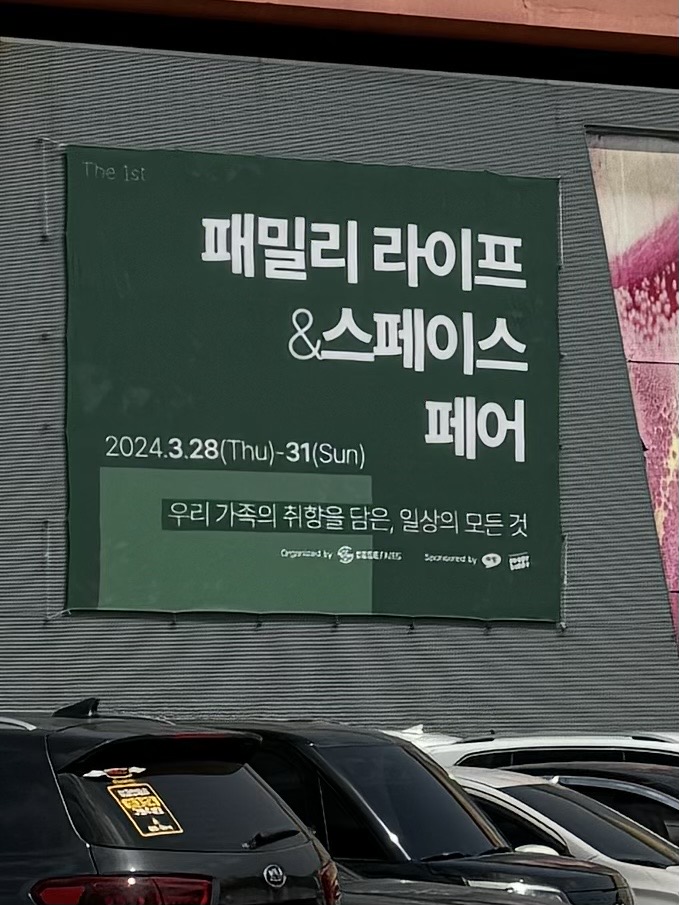 The 1st
패밀리 라이프
&스페이스
페어
2024.3.28(Thu)-31(Sun)
우리 가족의 취향을 담은, 일상의 모든 것
Organized by
Sponsored by